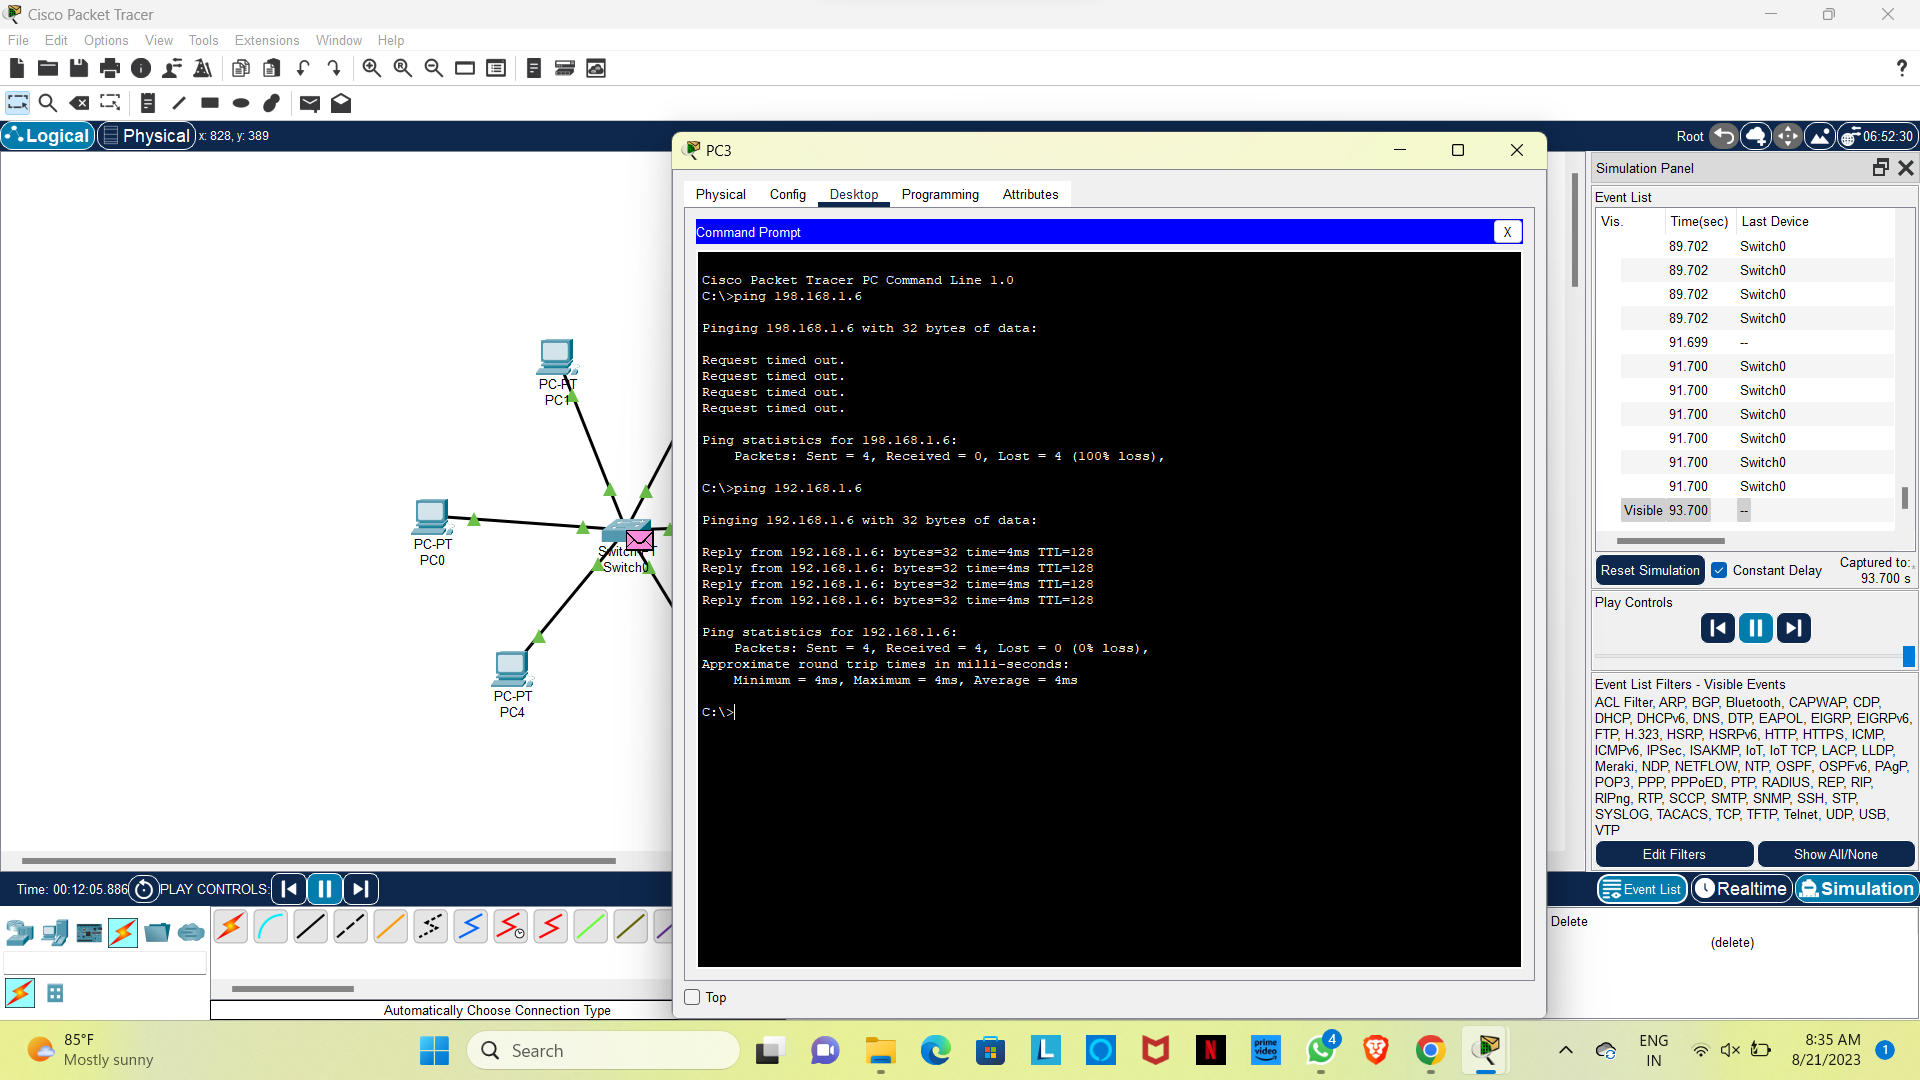 Cisco Packet Tracer
File Edit Options View Tools Extensions Window Help
?
Logical Physical x: 828, y: 389
Root 06:52:30
PC-PT
PC1
PC-PT
PC0
Switch0
PC-PT
PC4
PC3
Physical Config Desktop Programming Attributes
Command Prompt
X
Cisco Packet Tracer PC Command Line 1.0
C:\>ping 198.168.1.6
Pinging 198.168.1.6 with 32 bytes of data:
Request timed out.
Request timed out.
Request timed out.
Request timed out.
Ping statistics for 198.168.1.6:
Packets: Sent = 4, Received = 0, Lost = 4 (100% loss),
C:\>ping 192.168.1.6
Pinging 192.168.1.6 with 32 bytes of data:
Reply from 192.168.1.6: bytes=32 time=4ms TTL=128
Reply from 192.168.1.6: bytes=32 time=4ms TTL=128
Reply from 192.168.1.6: bytes=32 time=4ms TTL=128
Reply from 192.168.1.6: bytes=32 time=4ms TTL=128
Ping statistics for 192.168.1.6:
Packets: Sent = 4, Received = 4, Lost = 0 (0% loss),
Approximate round trip times in milli-seconds:
Minimum = 4ms, Maximum = 4ms, Average = 4ms
C:\>
Top
Simulation Panel
Event List
Vis. Time(sec) Last Device
89.702 Switch0
89.702 Switch0
89.702 Switch0
89.702 Switch0
91.699 --
91.700 Switch0
91.700 Switch0
91.700 Switch0
91.700 Switch0
91.700 Switch0
91.700 Switch0
Visible 93.700 --
Reset Simulation Constant Delay Captured to:
93.700 s
Play Controls
Event List Filters - Visible Events
ACL Filter, ARP, BGP, Bluetooth, CAPWAP, CDP,
DHCP, DHCPv6, DNS, DTP, EAPOL, EIGRP, EIGRPv6,
FTP, H.323, HSRP, HSRPv6, HTTP, HTTPS, ICMP,
ICMPv6, IPSec, ISAKMP, IoT, IoT TCP, LACP, LLDP,
Meraki, NDP, NETFLOW, NTP, OSPF, OSPFv6, PAgP,
POP3, PPP, PPPoED, PTP, RADIUS, REP, RIP,
RIPng, RTP, SCCP, SMTP, SNMP, SSH, STP,
SYSLOG, TACACS, TCP, TFTP, Telnet, UDP, USB,
VTP
Edit Filters Show All/None
Time: 00:12:05.886 PLAY CONTROLS:
Event List Realtime Simulation
Automatically Choose Connection Type
Delete
(delete)
85°F
Mostly sunny
Search
L
N
prime
video
4
ENG
IN
8:35 AM
8/21/2023
1